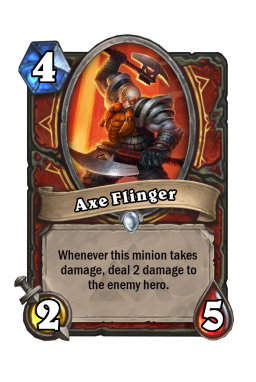 4
Axe Flinger
Whenever this minion takes
damage, deal 2 damage to
the enemy hero.
2
5